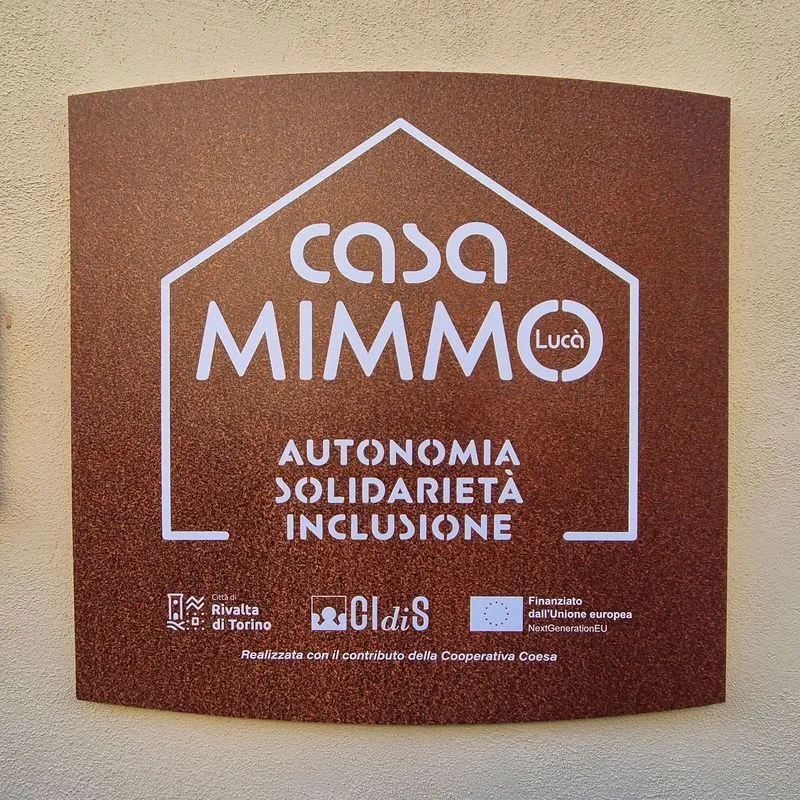 casa
MIMMO
Lucà
AUTONOMIA
SOLIDARIETÀ
INCLUSIONE
Città di
Rivalta
di Torino
CIdiS
Finanziato
dall'Unione europea
NextGenerationEU
Realizzata con il contributo della Cooperativa Coesa